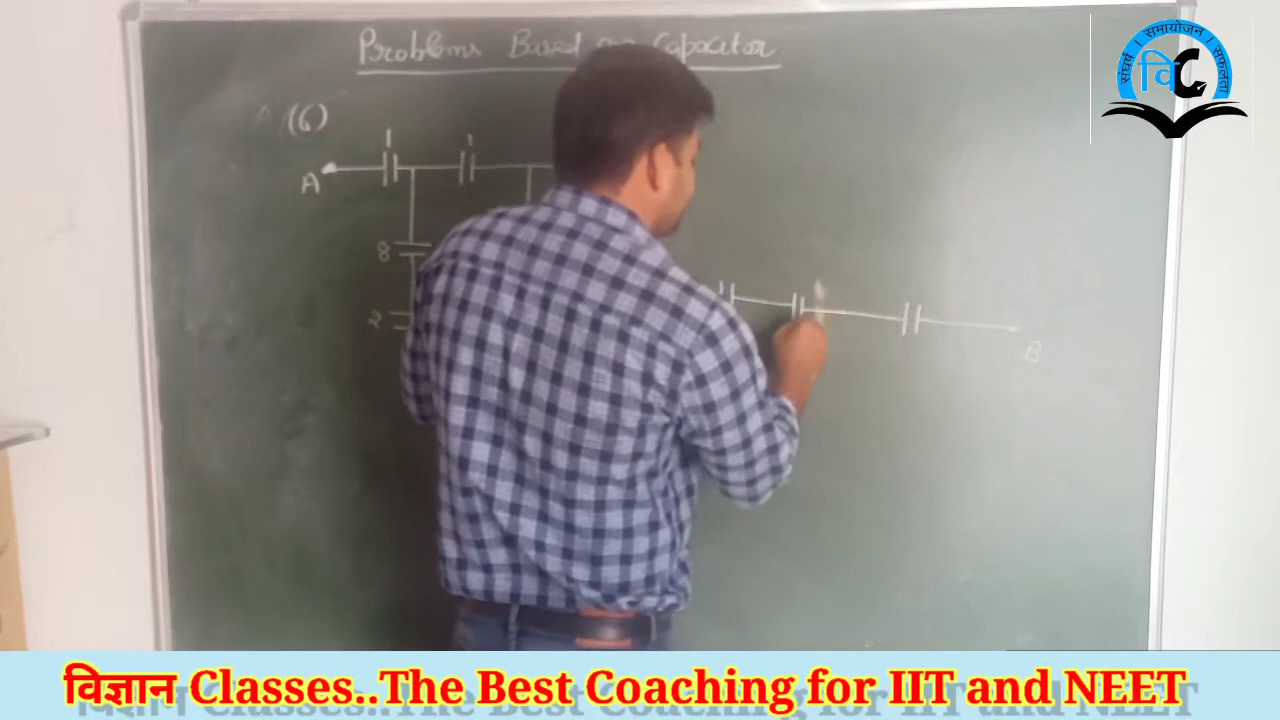 Problems Based on Capacitor
संघर्ष । समायोजन । सफलता
वि C
(6)
1
1
A
8
2
B
विज्ञान Classes..The Best Coaching for IIT and NEET